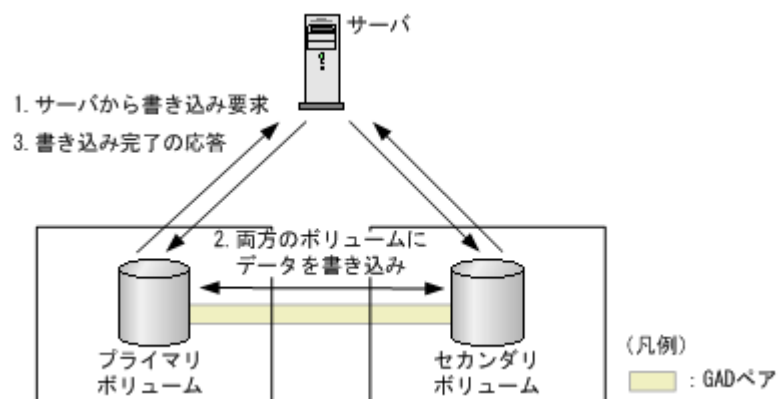 サーバ
1. サーバから書き込み要求
3. 書き込み完了の応答
2. 両方のボリュームに
データを書き込み
プライマリ
ボリューム
セカンダリ
ボリューム
(凡例)
: GADペア